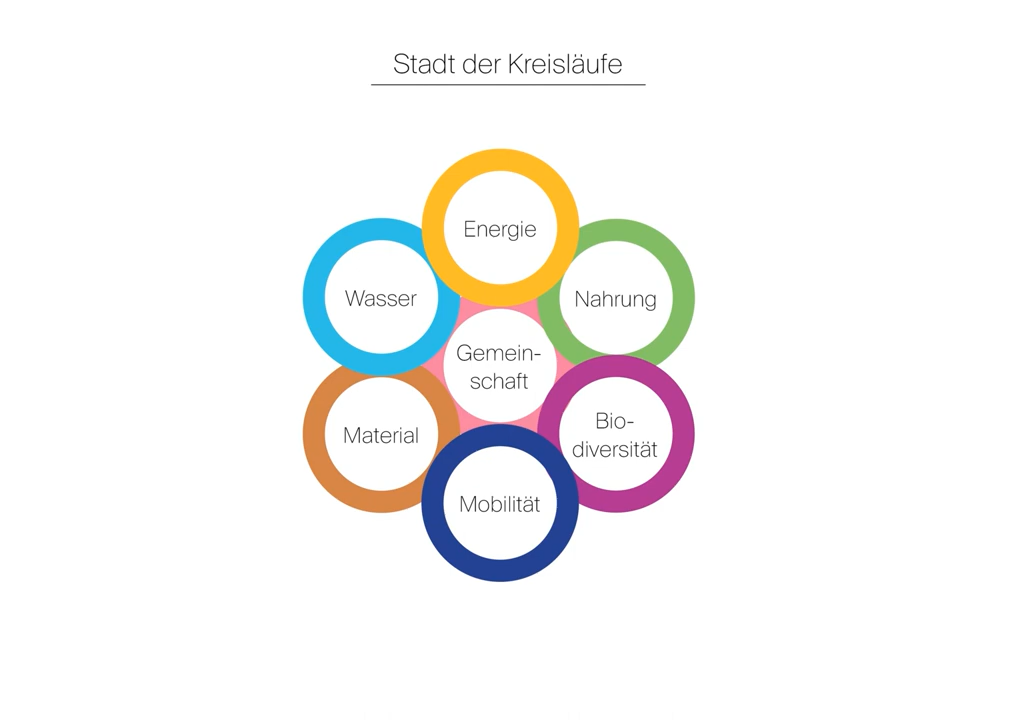 Stadt der Kreisläufe
Energie
Wasser
Nahrung
Gemein-
schaft
Material
Bio-
diversität
Mobilität